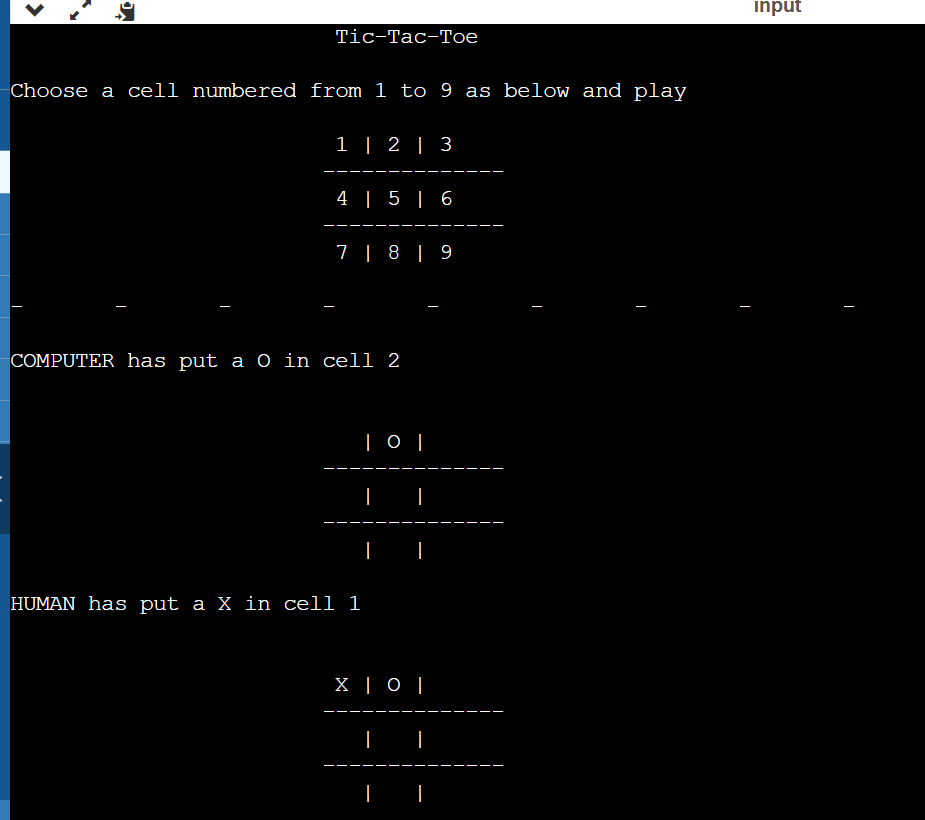 input
Tic-Tac-Toe
Choose a cell numbered from 1 to 9 as below and play
1 | 2 | 3
--------------
4 | 5 | 6
--------------
7 | 8 | 9
- - - - - - - - -
COMPUTER has put a O in cell 2
| O |
--------------
| |
--------------
| |
HUMAN has put a X in cell 1
X | O |
--------------
| |
--------------
| |